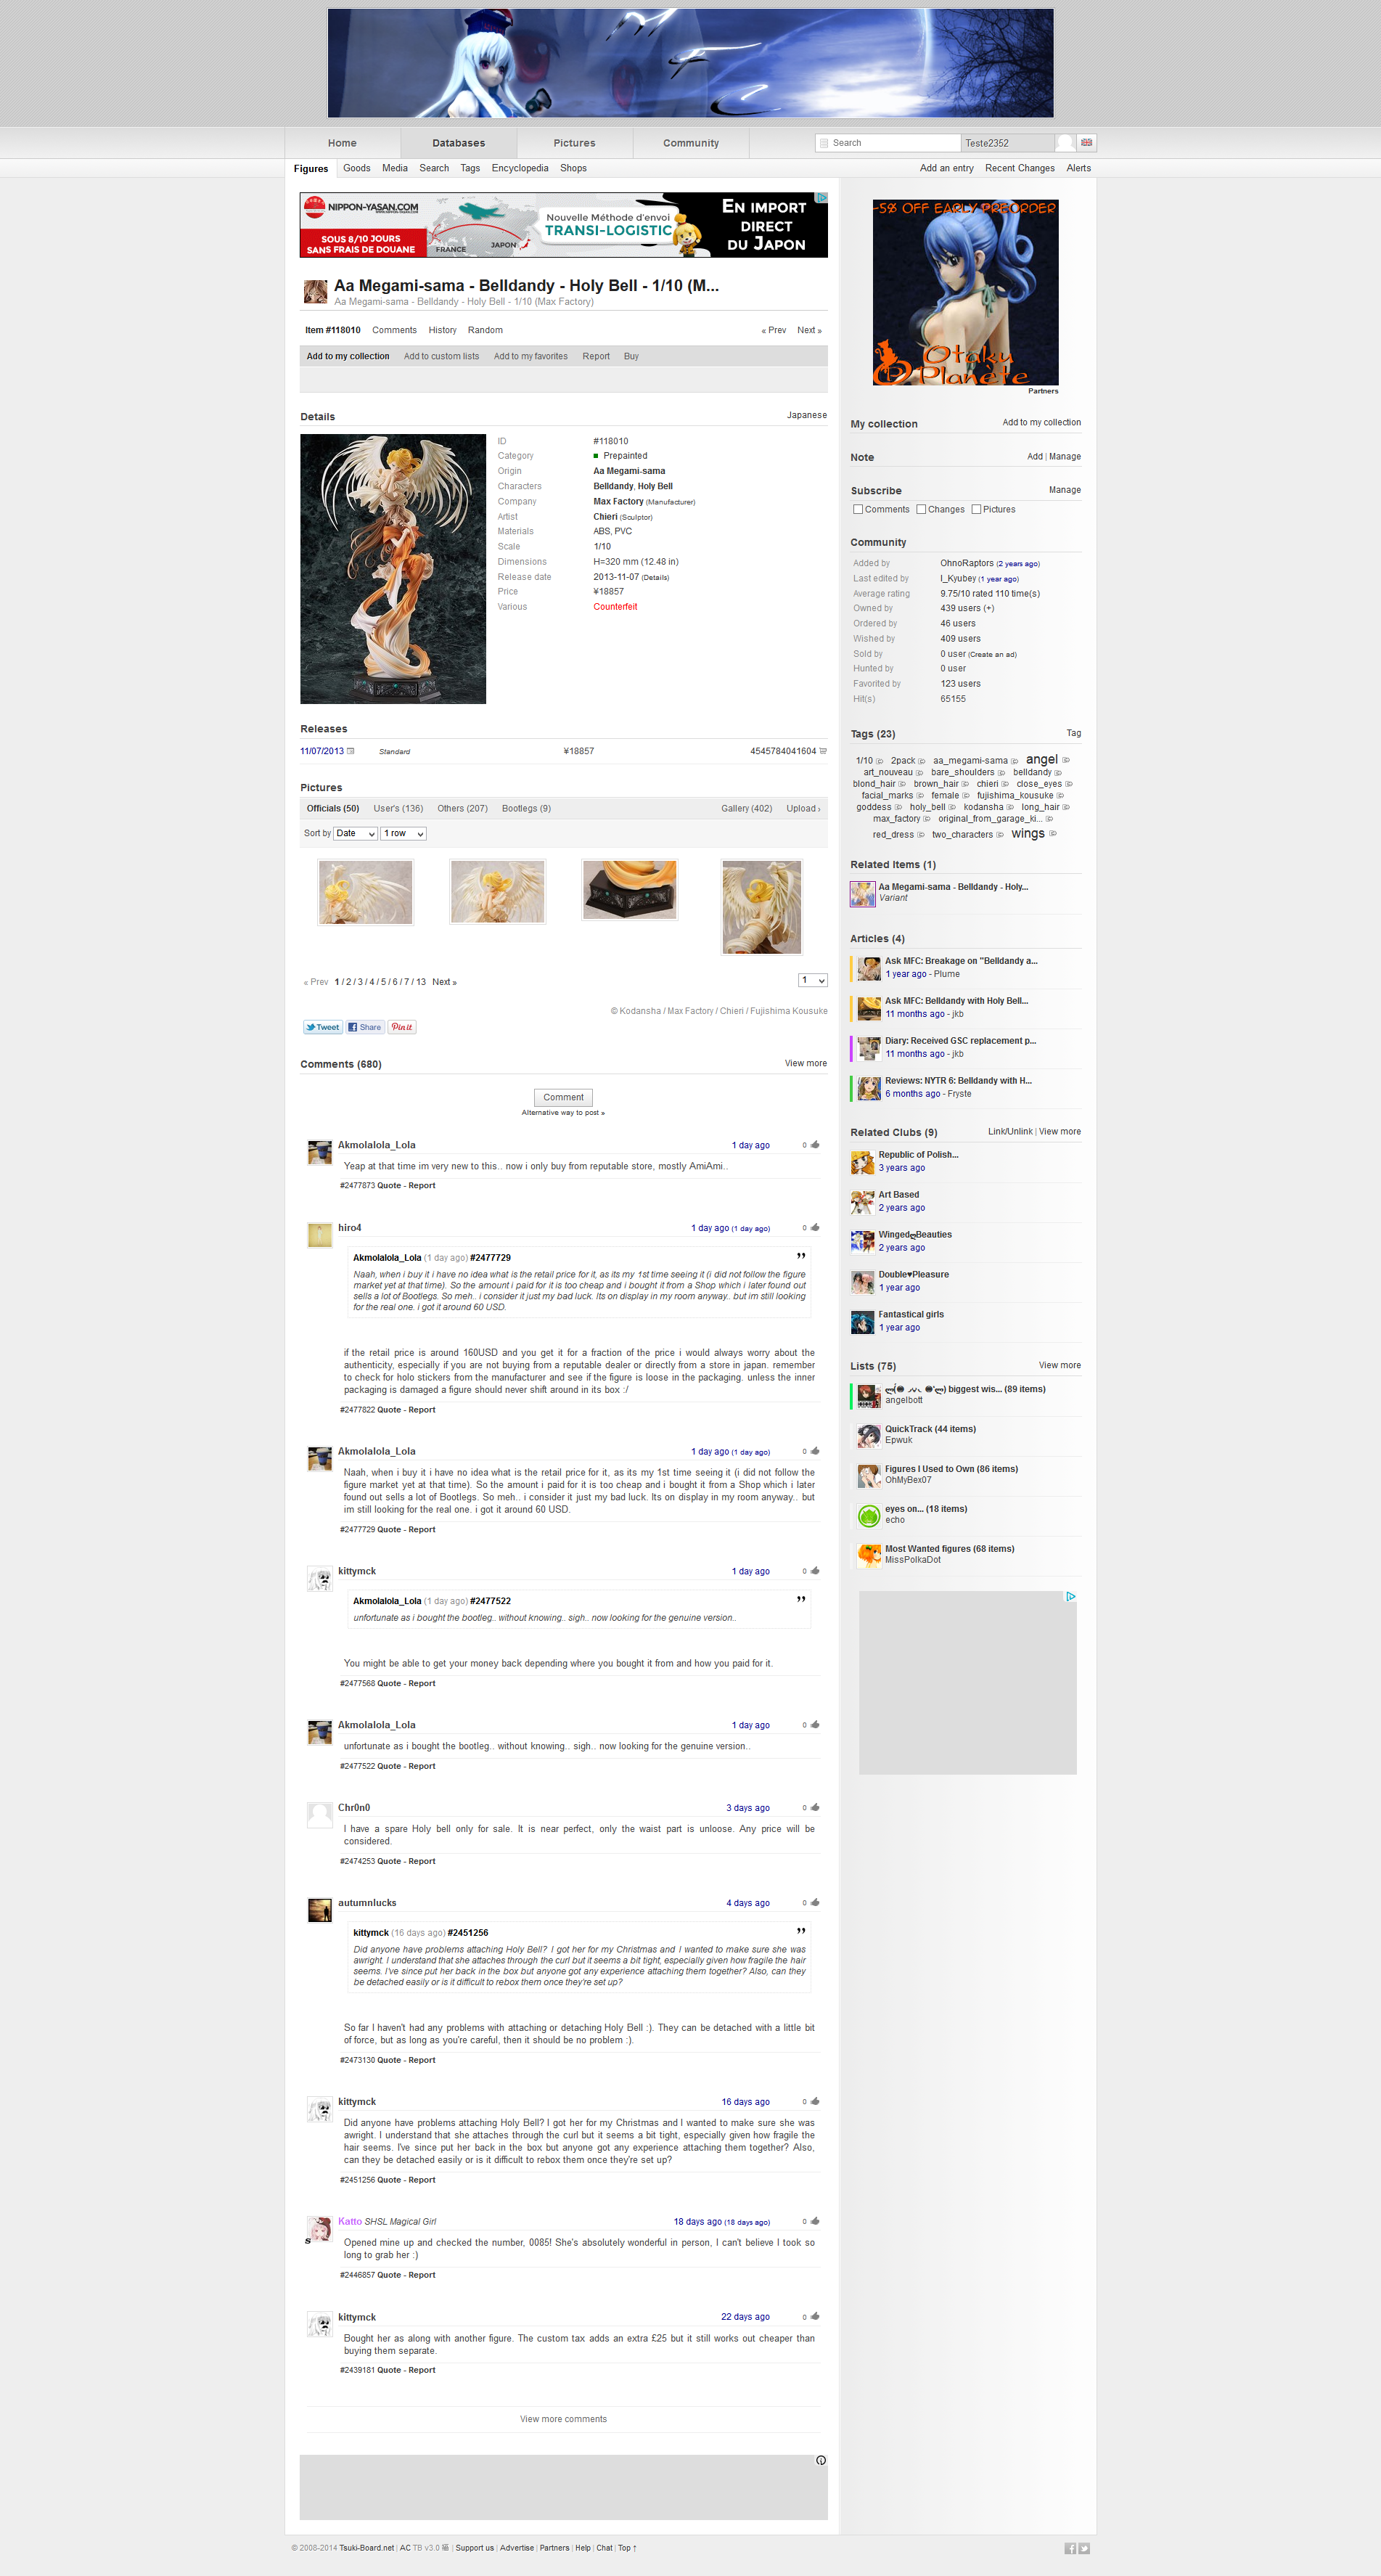 Home
Databases
Pictures
Community
Search
Teste2352
Figures
Goods
Media
Search
Tags
Encyclopedia
Shops
Add an entry
Recent Changes
Alerts
NIPPON-YASAN.COM
SOUS 8/10 JOURS
SANS FRAIS DE DOUANE
FRANCE
JAPON
Nouvelle Méthode d'envoi
TRANSI-LOGISTIC
EN IMPORT
DIRECT
DU JAPON
Aa Megami-sama - Belldandy - Holy Bell - 1/10 (M...
Aa Megami-sama - Belldandy - Holy Bell - 1/10 (Max Factory)
Item #118010 Comments History Random « Prev Next »
Add to my collection Add to custom lists Add to my favorites Report Buy
Details Japanese
ID #118010
Category Prepainted
Origin Aa Megami-sama
Characters Belldandy, Holy Bell
Company Max Factory (Manufacturer)
Artist Chieri (Sculptor)
Materials ABS, PVC
Scale 1/10
Dimensions H=320 mm (12.48 in)
Release date 2013-11-07 (Details)
Price ¥18857
Various Counterfeit
Releases
11/07/2013 Standard ¥18857 4545784041604
Pictures
Officials (50) User's (136) Others (207) Bootlegs (9) Gallery (402) Upload ›
Sort by Date 1 row
« Prev 1 / 2 / 3 / 4 / 5 / 6 / 7 / 13 Next » 1
© Kodansha / Max Factory / Chieri / Fujishima Kousuke
Tweet Share Pin it
Comments (680) View more
Comment
Alternative way to post »
Akmolalola_Lola 1 day ago 0
Yeap at that time im very new to this.. now i only buy from reputable store, mostly AmiAmi..
#2477873 Quote - Report
hiro4 1 day ago (1 day ago) 0
Akmolalola_Lola (1 day ago) #2477729
Naah, when i buy it i have no idea what is the retail price for it, as its my 1st time seeing it (i did not follow the figure
market yet at that time). So the amount i paid for it is too cheap and i bought it from a Shop which i later found out
sells a lot of Bootlegs. So meh.. i consider it just my bad luck. Its on display in my room anyway.. but im still looking
for the real one. i got it around 60 USD.
if the retail price is around 160USD and you get it for a fraction of the price i would always worry about the
authenticity, especially if you are not buying from a reputable dealer or directly from a store in japan. remember
to check for holo stickers from the manufacturer and see if the figure is loose in the packaging. unless the inner
packaging is damaged a figure should never shift around in its box :/
#2477822 Quote - Report
Akmolalola_Lola 1 day ago (1 day ago) 0
Naah, when i buy it i have no idea what is the retail price for it, as its my 1st time seeing it (i did not follow the
figure market yet at that time). So the amount i paid for it is too cheap and i bought it from a Shop which i later
found out sells a lot of Bootlegs. So meh.. i consider it just my bad luck. Its on display in my room anyway.. but
im still looking for the real one. i got it around 60 USD.
#2477729 Quote - Report
kittymck 1 day ago 0
Akmolalola_Lola (1 day ago) #2477522
unfortunate as i bought the bootleg.. without knowing.. sigh.. now looking for the genuine version..
You might be able to get your money back depending where you bought it from and how you paid for it.
#2477568 Quote - Report
Akmolalola_Lola 1 day ago 0
unfortunate as i bought the bootleg.. without knowing.. sigh.. now looking for the genuine version..
#2477522 Quote - Report
Chr0n0 3 days ago 0
I have a spare Holy bell only for sale. It is near perfect, only the waist part is unloose. Any price will be
considered.
#2474253 Quote - Report
autumnlucks 4 days ago 0
kittymck (16 days ago) #2451256
Did anyone have problems attaching Holy Bell? I got her for my Christmas and I wanted to make sure she was
awright. I understand that she attaches through the curl but it seems a bit tight, especially given how fragile the hair
seems. I've since put her back in the box but anyone got any experience attaching them together? Also, can they
be detached easily or is it difficult to rebox them once they're set up?
So far I haven't had any problems with attaching or detaching Holy Bell :). They can be detached with a little bit
of force, but as long as you're careful, then it should be no problem :).
#2473130 Quote - Report
kittymck 16 days ago 0
Did anyone have problems attaching Holy Bell? I got her for my Christmas and I wanted to make sure she was
awright. I understand that she attaches through the curl but it seems a bit tight, especially given how fragile the
hair seems. I've since put her back in the box but anyone got any experience attaching them together? Also,
can they be detached easily or is it difficult to rebox them once they're set up?
#2451256 Quote - Report
Katto SHSL Magical Girl 18 days ago (18 days ago) 0
Opened mine up and checked the number, 0085! She's absolutely wonderful in person, I can't believe I took so
long to grab her :)
#2446857 Quote - Report
kittymck 22 days ago 0
Bought her as along with another figure. The custom tax adds an extra £25 but it still works out cheaper than
buying them separate.
#2439181 Quote - Report
View more comments
-5% OFF EARLY PREORDER
Otaku
Planète
Partners
My collection Add to my collection
Note Add | Manage
Subscribe Manage
Comments Changes Pictures
Community
Added by OhnoRaptors (2 years ago)
Last edited by I_Kyubey (1 year ago)
Average rating 9.75/10 rated 110 time(s)
Owned by 439 users (+)
Ordered by 46 users
Wished by 409 users
Sold by 0 user (Create an ad)
Hunted by 0 user
Favorited by 123 users
Hit(s) 65155
Tags (23) Tag
1/10 2pack aa_megami-sama angel
art_nouveau bare_shoulders belldandy
blond_hair brown_hair chieri close_eyes
facial_marks female fujishima_kousuke
goddess holy_bell kodansha long_hair
max_factory original_from_garage_ki...
red_dress two_characters wings
Related Items (1)
Aa Megami-sama - Belldandy - Holy...
Variant
Articles (4)
Ask MFC: Breakage on "Belldandy a...
1 year ago - Plume
Ask MFC: Belldandy with Holy Bell...
11 months ago - jkb
Diary: Received GSC replacement p...
11 months ago - jkb
Reviews: NYTR 6: Belldandy with H...
6 months ago - Fryste
Related Clubs (9) Link/Unlink | View more
Republic of Polish...
3 years ago
Art Based
2 years ago
Winged Beauties
2 years ago
Double♥Pleasure
1 year ago
Fantastical girls
1 year ago
Lists (75) View more
biggest wis... (89 items)
angelbott
QuickTrack (44 items)
Epwuk
Figures I Used to Own (86 items)
OhMyBex07
eyes on... (18 items)
echo
Most Wanted figures (68 items)
MissPolkaDot
© 2008-2014 Tsuki-Board.net | AC TB v3.0 | Support us | Advertise | Partners | Help | Chat | Top ↑